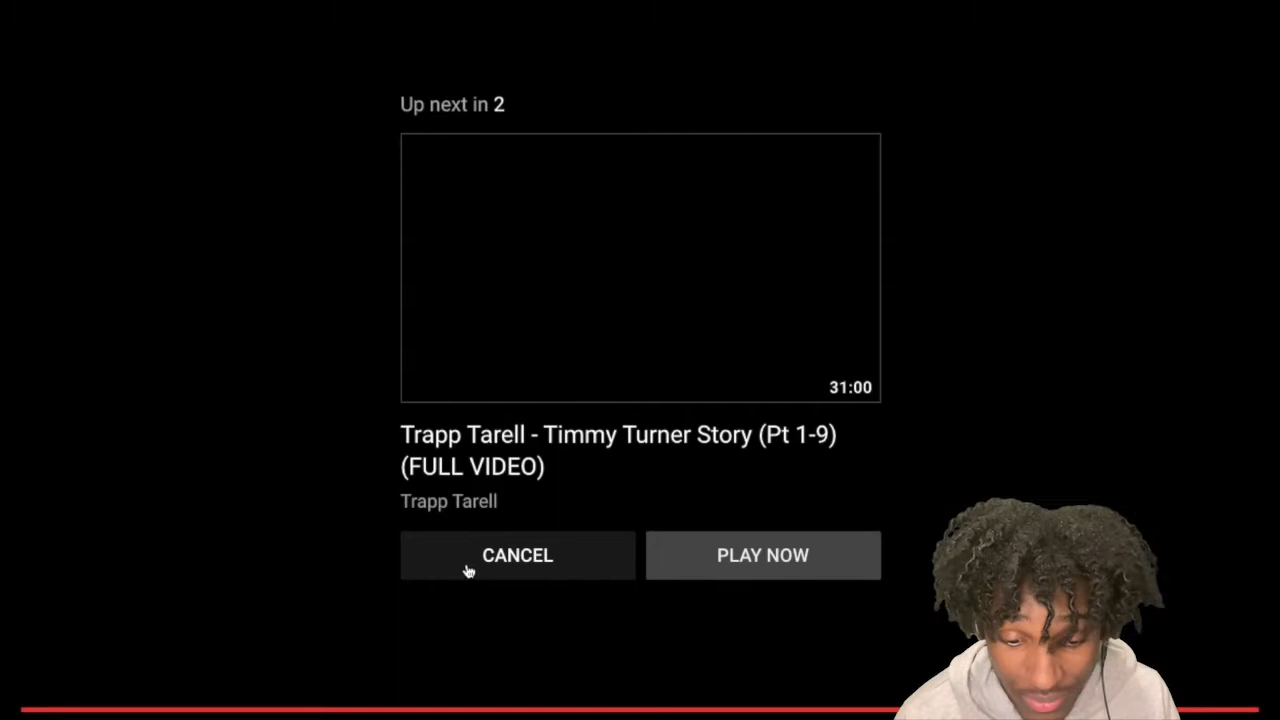 Up next in 2
31:00
Trapp Tarell - Timmy Turner Story (Pt 1-9)
(FULL VIDEO)
Trapp Tarell
CANCEL
PLAY NOW